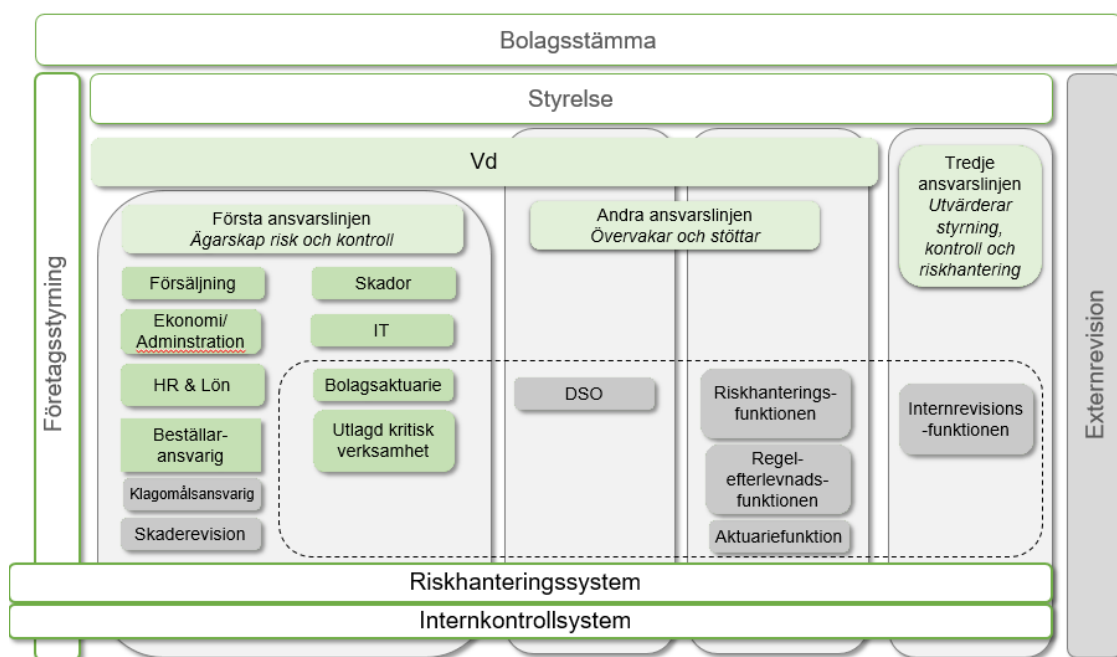 Bolagsstämma
Företagsstyrning
Styrelse
Externrevision
Vd
Första ansvarslinjen
Ägarskap risk och kontroll
Andra ansvarslinjen
Övervakar och stöttar
Tredje
ansvarslinjen
Utvärderar
styrning,
kontroll och
riskhantering
Försäljning
Skador
Ekonomi/
Adminstration
IT
HR & Lön
Bolagsaktuarie
Beställar-
ansvarig
Utlagd kritisk
verksamhet
Klagomålsansvarig
Skaderevision
DSO
Riskhanterings-
funktionen
Regel-
efterlevnads-
funktionen
Aktuariefunktion
Internrevisions
-funktionen
Riskhanteringssystem
Internkontrollsystem